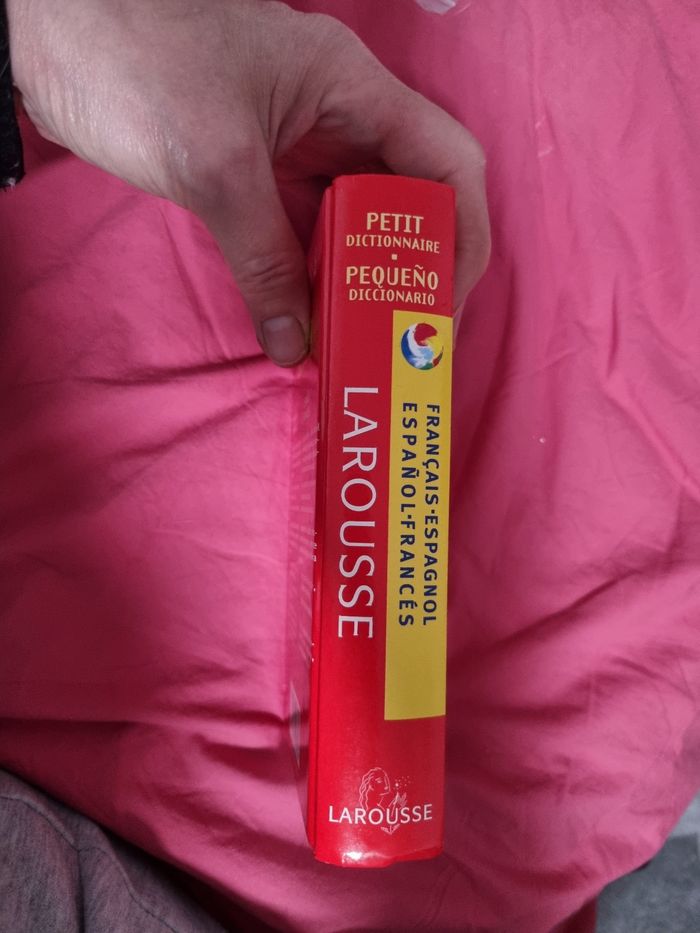 PETIT
DICTIONNAIRE
PEQUEÑO
DICCIONARIO
FRANÇAIS-ESPAGNOL
ESPAÑOL-FRANCÉS
LAROUSSE
LAROUSSE